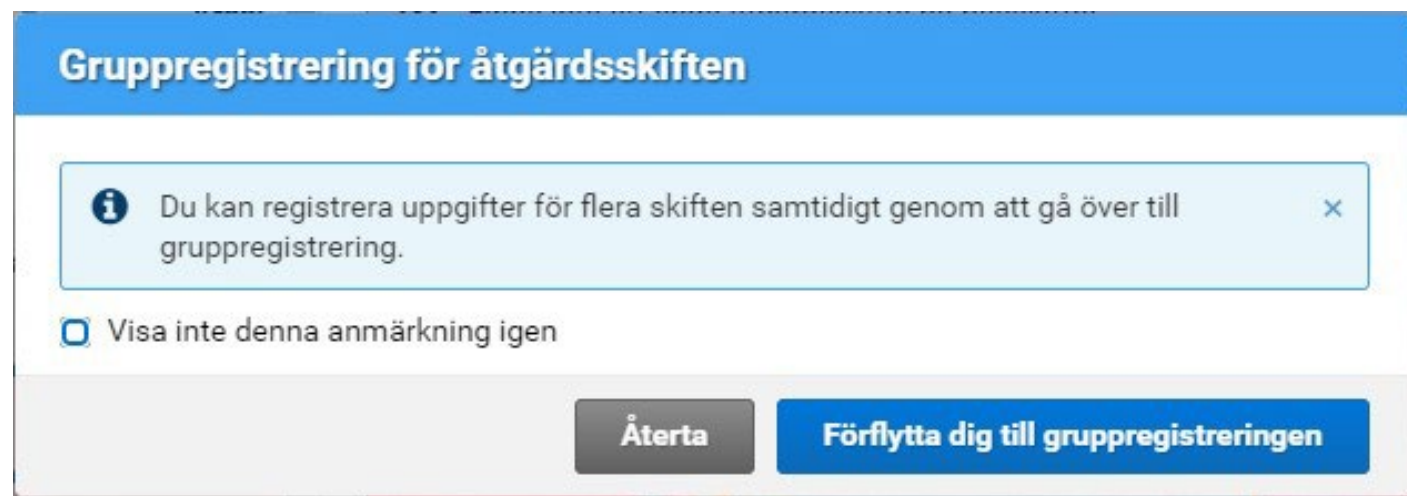 Gruppregistrering för åtgärdsskiften
Du kan registrera uppgifter för flera skiften samtidigt genom att gå över till
gruppregistrering.
Visa inte denna anmärkning igen
Återta
Förflytta dig till gruppregistreringen